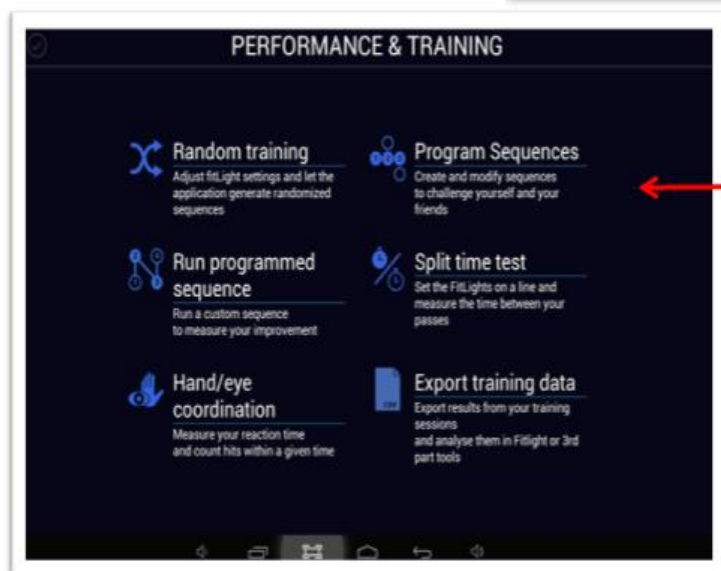 PERFORMANCE & TRAINING
Random training
Adjust fitLight settings and let the
application generate randomized
sequences
Program Sequences
Create and modify sequences
to challenge yourself and your
friends
Run programmed
sequence
Run a custom sequence
to measure your improvement
Split time test
Set the FitLights on a line and
measure the time between your
passes
Hand/eye
coordination
Measure your reaction time
and count hits within a given time
CSV
Export training data
Export results from your training
sessions
and analyse them in Fitlight or 3rd
part tools